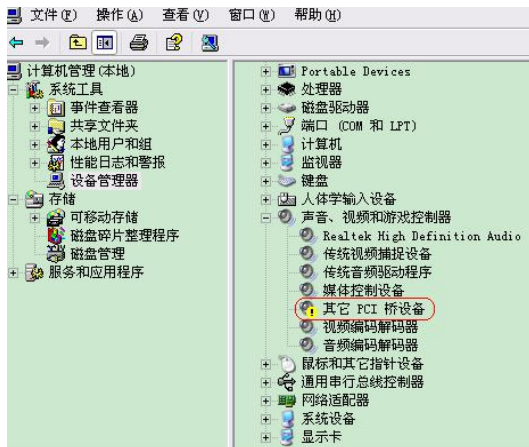 文件(F) 操作(A) 查看(V) 窗口(W) 帮助(H)
计算机管理(本地)
系统工具
事件查看器
共享文件夹
本地用户和组
性能日志和警报
设备管理器
存储
可移动存储
磁盘碎片整理程序
磁盘管理
服务和应用程序
Portable Devices
处理器
磁盘驱动器
端口 (COM 和 LPT)
计算机
监视器
键盘
人体学输入设备
声音、视频和游戏控制器
Realtek High Definition Audio
传统视频捕捉设备
传统音频驱动程序
媒体控制设备
其它 PCI 桥设备
视频编码解码器
音频编码解码器
鼠标和其它指针设备
通用串行总线控制器
网络适配器
系统设备
显示卡